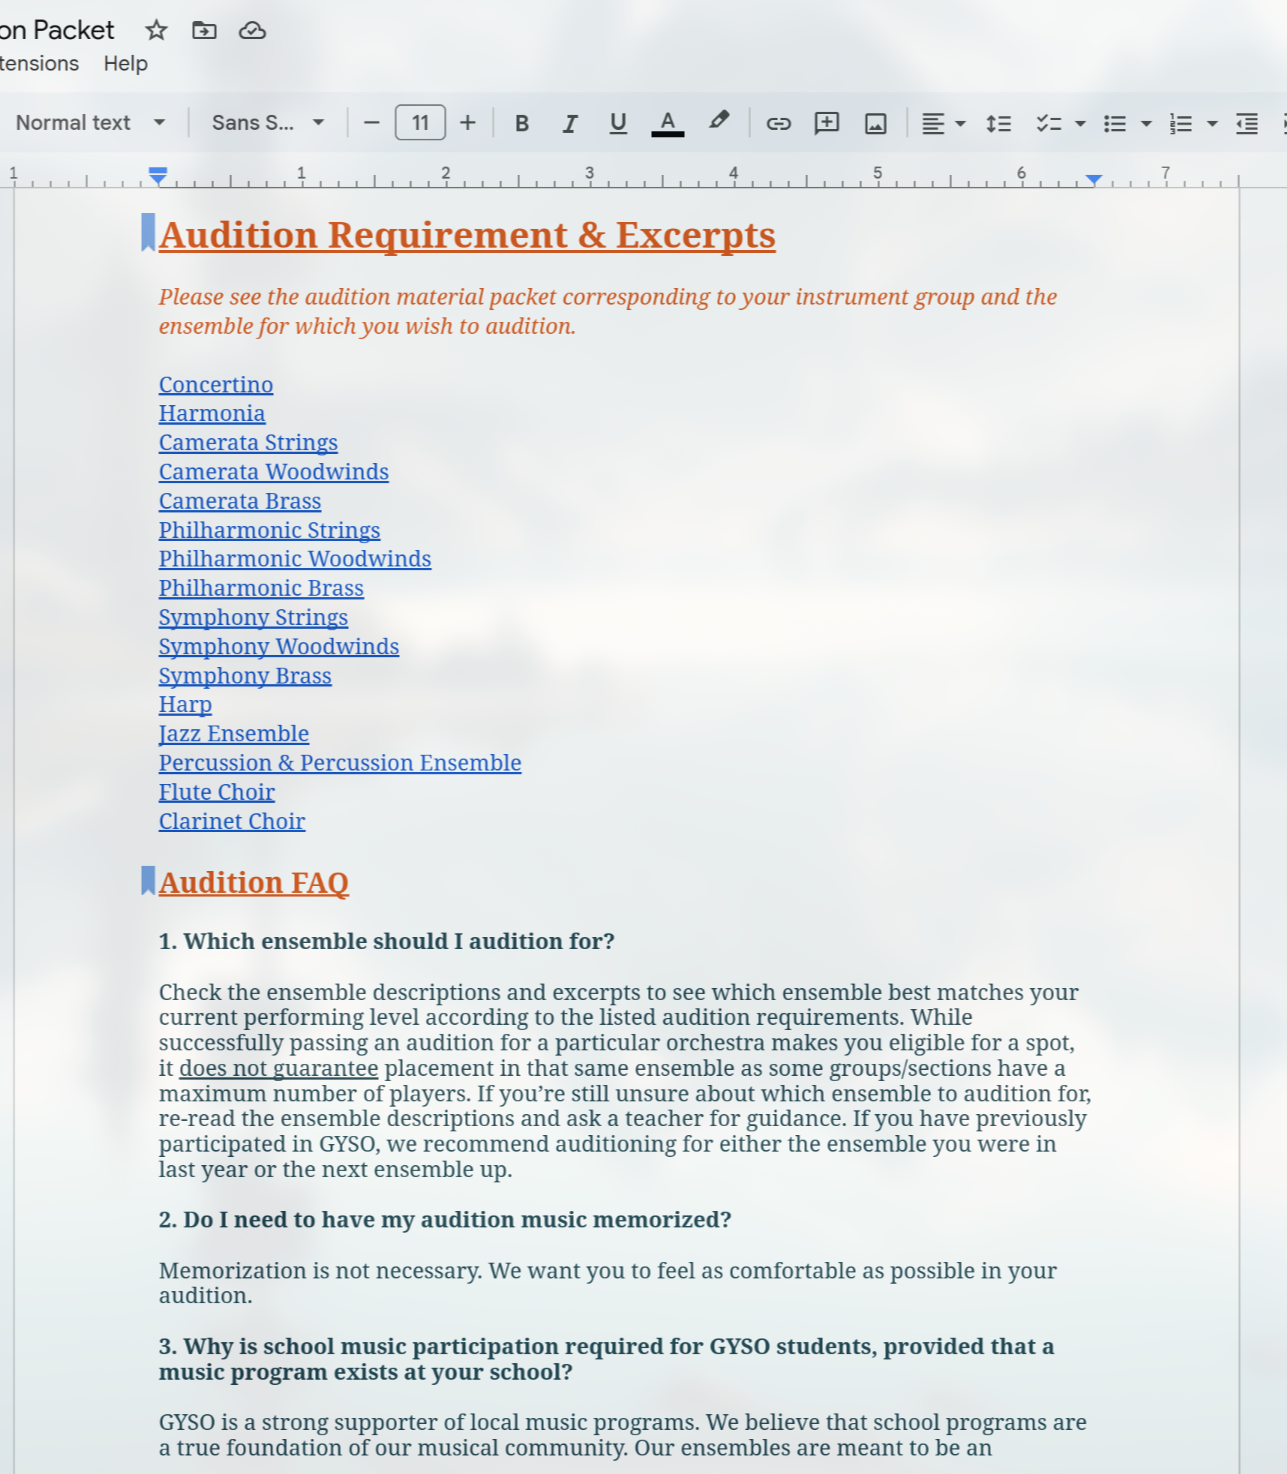 on Packet
tensions Help
Normal text Sans S... − 11 + B I U A
1 1 2 3 4 5 6 7
Audition Requirement & Excerpts
Please see the audition material packet corresponding to your instrument group and the
ensemble for which you wish to audition.
Concertino
Harmonia
Camerata Strings
Camerata Woodwinds
Camerata Brass
Philharmonic Strings
Philharmonic Woodwinds
Philharmonic Brass
Symphony Strings
Symphony Woodwinds
Symphony Brass
Harp
Jazz Ensemble
Percussion & Percussion Ensemble
Flute Choir
Clarinet Choir
Audition FAQ
1. Which ensemble should I audition for?
Check the ensemble descriptions and excerpts to see which ensemble best matches your
current performing level according to the listed audition requirements. While
successfully passing an audition for a particular orchestra makes you eligible for a spot,
it does not guarantee placement in that same ensemble as some groups/sections have a
maximum number of players. If you’re still unsure about which ensemble to audition for,
re-read the ensemble descriptions and ask a teacher for guidance. If you have previously
participated in GYSO, we recommend auditioning for either the ensemble you were in
last year or the next ensemble up.
2. Do I need to have my audition music memorized?
Memorization is not necessary. We want you to feel as comfortable as possible in your
audition.
3. Why is school music participation required for GYSO students, provided that a
music program exists at your school?
GYSO is a strong supporter of local music programs. We believe that school programs are
a true foundation of our musical community. Our ensembles are meant to be an